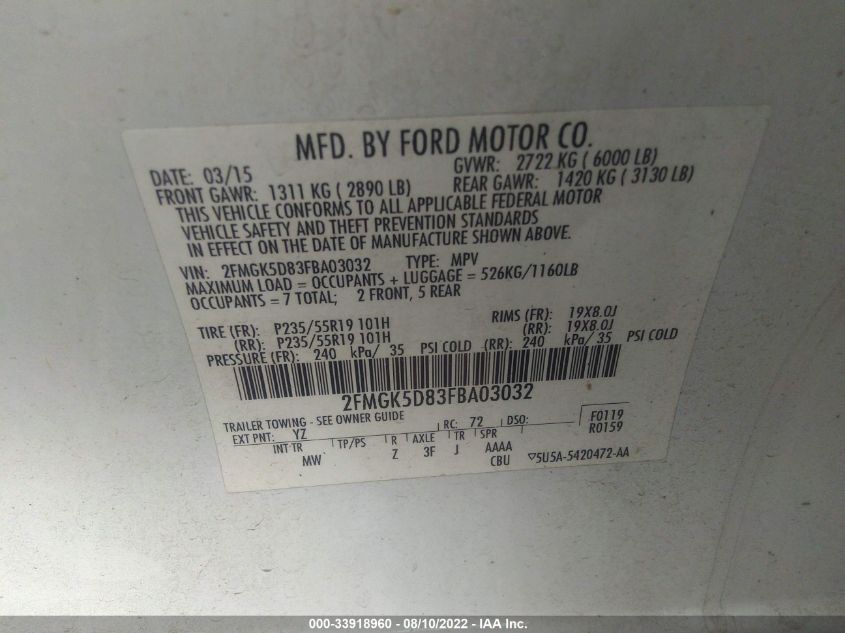 MFD. BY FORD MOTOR CO.
DATE: 03/15 GVWR: 2722 KG ( 6000 LB)
FRONT GAWR: 1311 KG ( 2890 LB) REAR GAWR: 1420 KG ( 3130 LB)
THIS VEHICLE CONFORMS TO ALL APPLICABLE FEDERAL MOTOR
VEHICLE SAFETY AND THEFT PREVENTION STANDARDS
IN EFFECT ON THE DATE OF MANUFACTURE SHOWN ABOVE.
VIN: 2FMGK5D83FBA03032 TYPE: MPV
MAXIMUM LOAD = OCCUPANTS + LUGGAGE = 526KG/1160LB
OCCUPANTS = 7 TOTAL; 2 FRONT, 5 REAR
TIRE (FR): P235/55R19 101H RIMS (FR): 19X8.0J
(RR): P235/55R19 101H (RR): 19X8.0J
PRESSURE (FR): 240 kPa/ 35 PSI COLD (RR): 240 kPa/ 35 PSI COLD
2FMGK5D83FBA03032
TRAILER TOWING - SEE OWNER GUIDE
EXT PNT: YZ RC: 72 DSO: F0119
R0159
INT TR TP/PS R AXLE TR SPR
MW Z 3F J AAAA
CBU ▽5U5A-5420472-AA
000-33918960 - 08/10/2022 - IAA Inc.